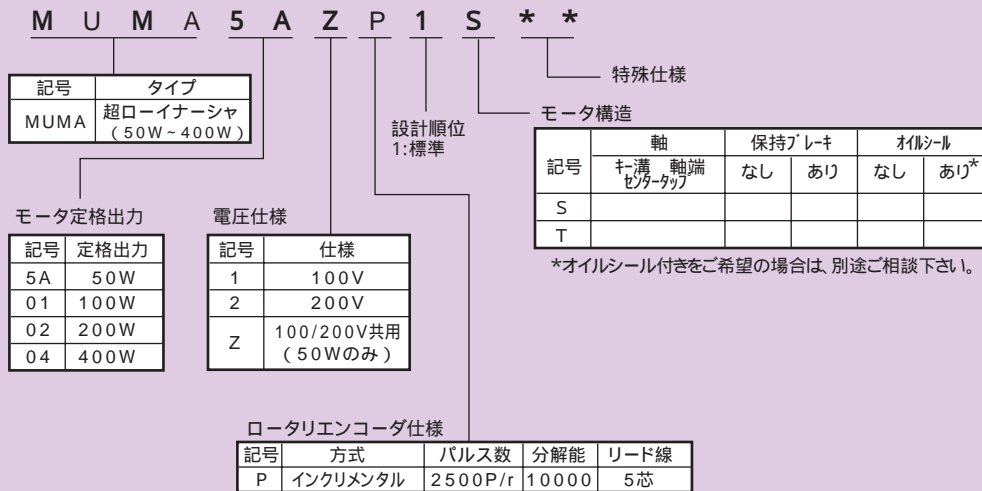 M U M A 5 A Z P 1 S * *
特殊仕様
記号 タイプ
MUMA 超ローイナーシャ
(50W~400W)
設計順位
1:標準
モータ構造
記号 軸 保持ブレーキ オイルシール
キー溝 軸端
センタータップ なし あり なし あり*
S
T
*オイルシール付きをご希望の場合は、別途ご相談下さい。
モータ定格出力
記号 定格出力
5A 50W
01 100W
02 200W
04 400W
電圧仕様
記号 仕様
1 100V
2 200V
Z 100/200V共用
(50Wのみ)
ロータリエンコーダ仕様
記号 方式 パルス数 分解能 リード線
P インクリメンタル 2500P/r 10000 5芯